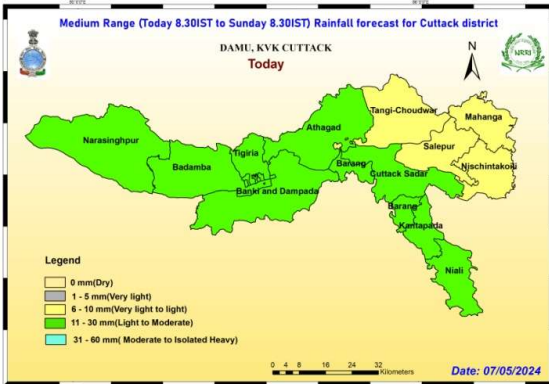 Medium Range (Today 8.30IST to Sunday 8.30IST) Rainfall forecast for Cuttack district
DAMU, KVK CUTTACK
Today
N
NRRI
Tangi-Choudwar
Mahanga
Athagad
Narasinghpur
Salepur
Tigiria
Badamba
Barang
Nischintakoili
Cuttack Sadar
Banki and Dampada
Barang
Kantapada
Niali
Legend
0 mm(Dry)
1 - 5 mm(Very light)
6 - 10 mm(Very light to light)
11 - 30 mm(Light to Moderate)
31 - 60 mm( Moderate to Isolated Heavy)
0 4 8 16 24 32
Kilometers
Date: 07/05/2024